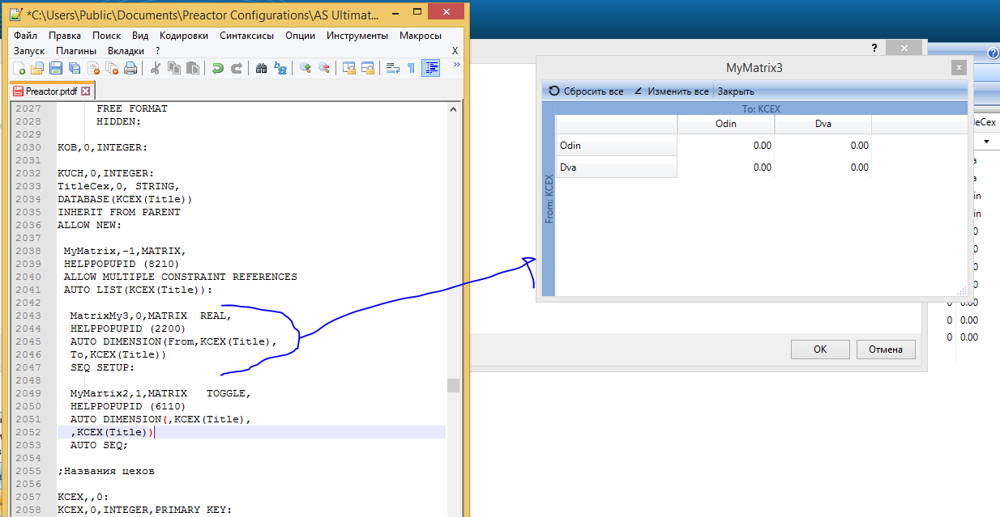 *C:\Users\Public\Documents\Preactor Configurations\AS Ultimat...
Файл Правка Поиск Вид Кодировки Синтаксисы Опции Инструменты Макросы
Запуск Плагины Вкладки ? X
Preactor.prtdf
2027 FREE FORMAT
2028 HIDDEN:
2029
2030 KOB,0,INTEGER:
2031
2032 KUCH,0,INTEGER:
2033 TitleCex,0, STRING,
2034 DATABASE(KCEX(Title))
2035 INHERIT FROM PARENT
2036 ALLOW NEW:
2037
2038 MyMatrix,-1,MATRIX,
2039 HELPPOPUPID (8210)
2040 ALLOW MULTIPLE CONSTRAINT REFERENCES
2041 AUTO LIST(KCEX(Title)):
2042
2043 MatrixMy3,0,MATRIX REAL,
2044 HELPPOPUPID (2200)
2045 AUTO DIMENSION(From,KCEX(Title),
2046 To,KCEX(Title))
2047 SEQ SETUP:
2048
2049 MyMartix2,1,MATRIX TOGGLE,
2050 HELPPOPUPID (6110)
2051 AUTO DIMENSION(,KCEX(Title),
2052 ,KCEX(Title))
2053 AUTO SEQ;
2054
2055 ;Названия цехов
2056
2057 KCEX,,0:
2058 KCEX,0,INTEGER,PRIMARY KEY:
?
MyMatrix3
Сбросить все Изменить все Закрыть
To: KCEX
From: KCEX
Odin Dva
Odin 0.00 0.00
Dva 0.00 0.00
OK Отмена
leCex
in
in
0 0.00
0 0.00
0 0.00